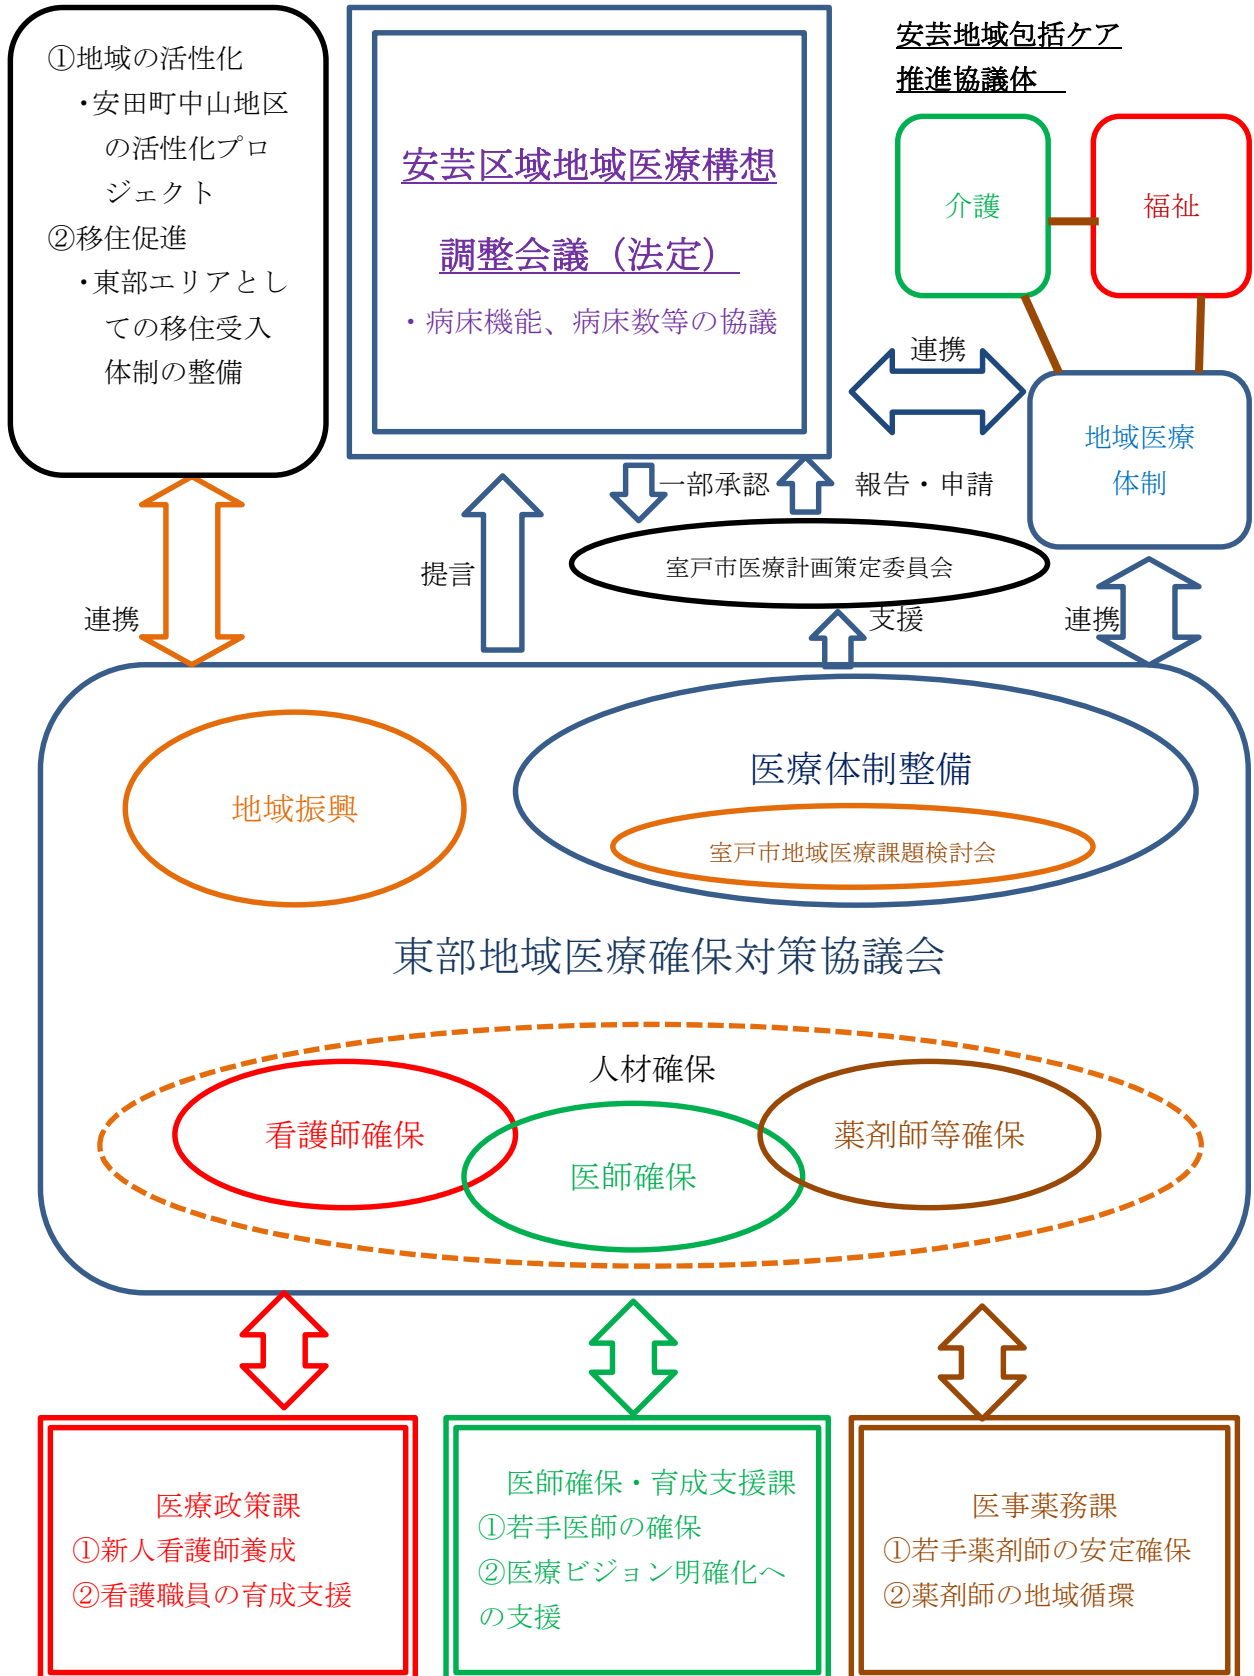 ①地域の活性化
・安田町中山地区
の活性化プロ
ジェクト
②移住促進
・東部エリアとし
ての移住受入
体制の整備
安芸区域地域医療構想
調整会議（法定）
・病床機能、病床数等の協議
安芸地域包括ケア
推進協議体
介護
福祉
連携
地域医療
体制
一部承認
報告・申請
提言
室戸市医療計画策定委員会
連携
支援
連携
地域振興
医療体制整備
室戸市地域医療課題検討会
東部地域医療確保対策協議会
人材確保
看護師確保
医師確保
薬剤師等確保
医療政策課
①新人看護師養成
②看護職員の育成支援
医師確保・育成支援課
①若手医師の確保
②医療ビジョン明確化へ
の支援
医事薬務課
①若手薬剤師の安定確保
②薬剤師の地域循環